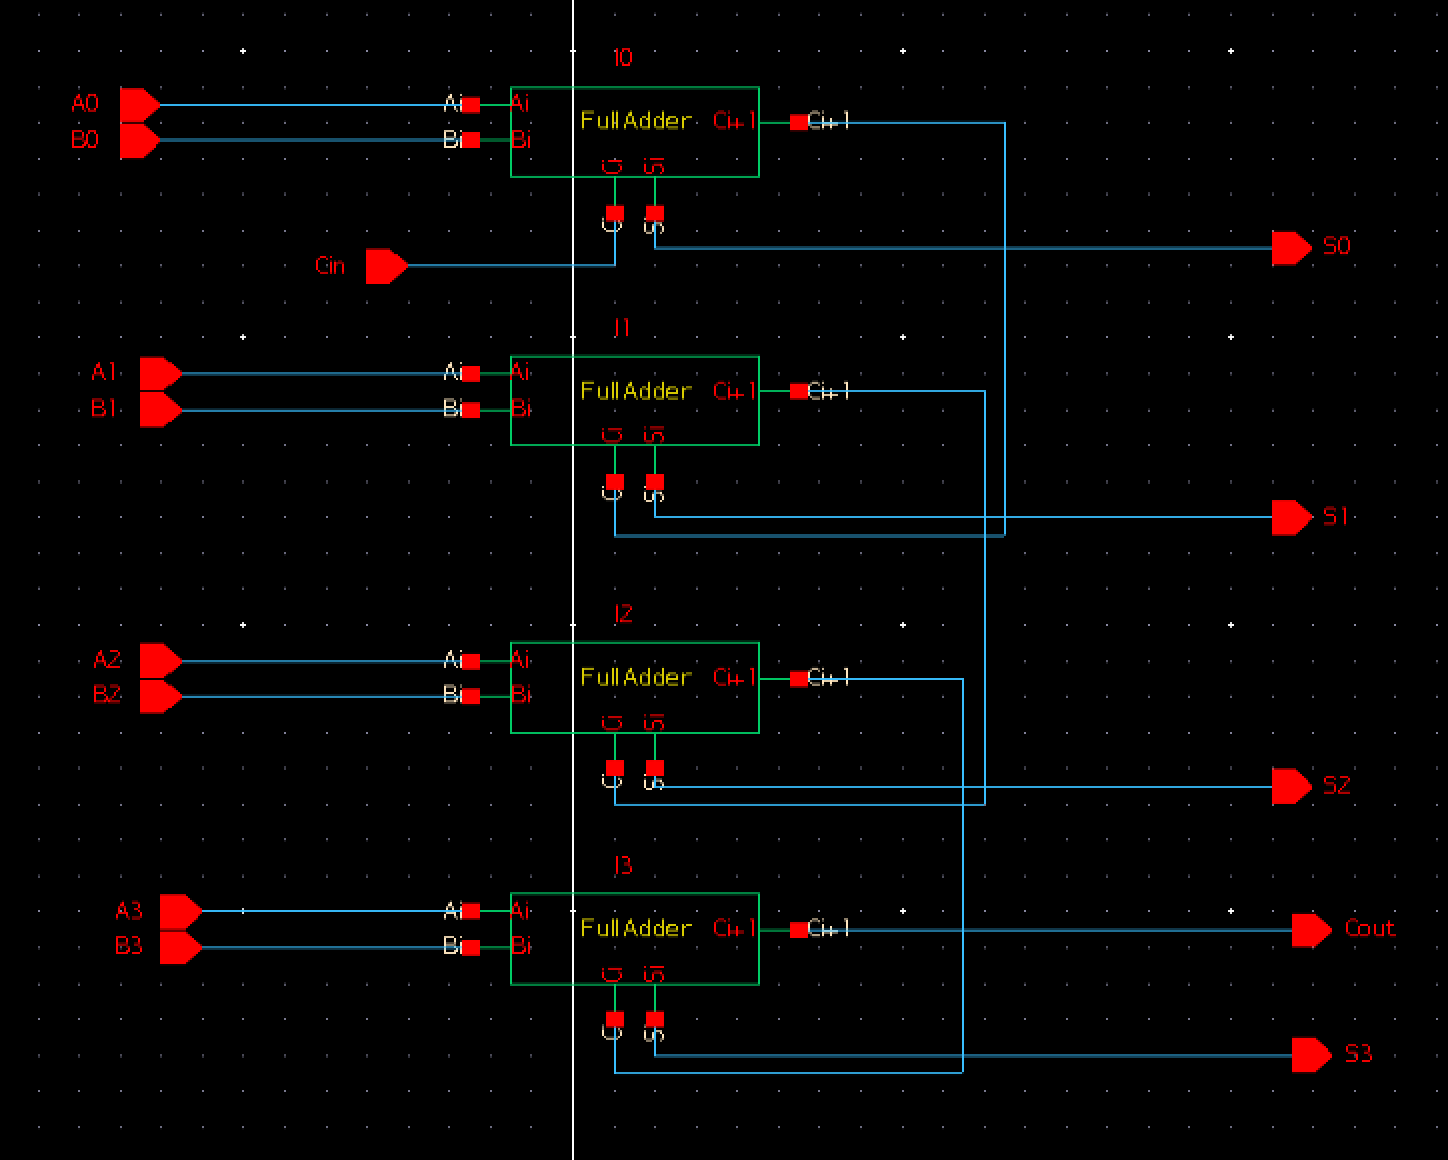 I0
A0 Ai Ai FullAdder Ci+1 Ci+1
B0 Bi Bi
Ci Si
Ci Si
S0
Cin
I1
A1 Ai Ai FullAdder Ci+1 Ci+1
B1 Bi Bi
Ci Si
Ci Si
S1
I2
A2 Ai Ai FullAdder Ci+1 Ci+1
B2 Bi Bi
Ci Si
Ci Si
S2
I3
A3 Ai Ai FullAdder Ci+1 Ci+1 Cout
B3 Bi Bi
Ci Si
Ci Si
S3